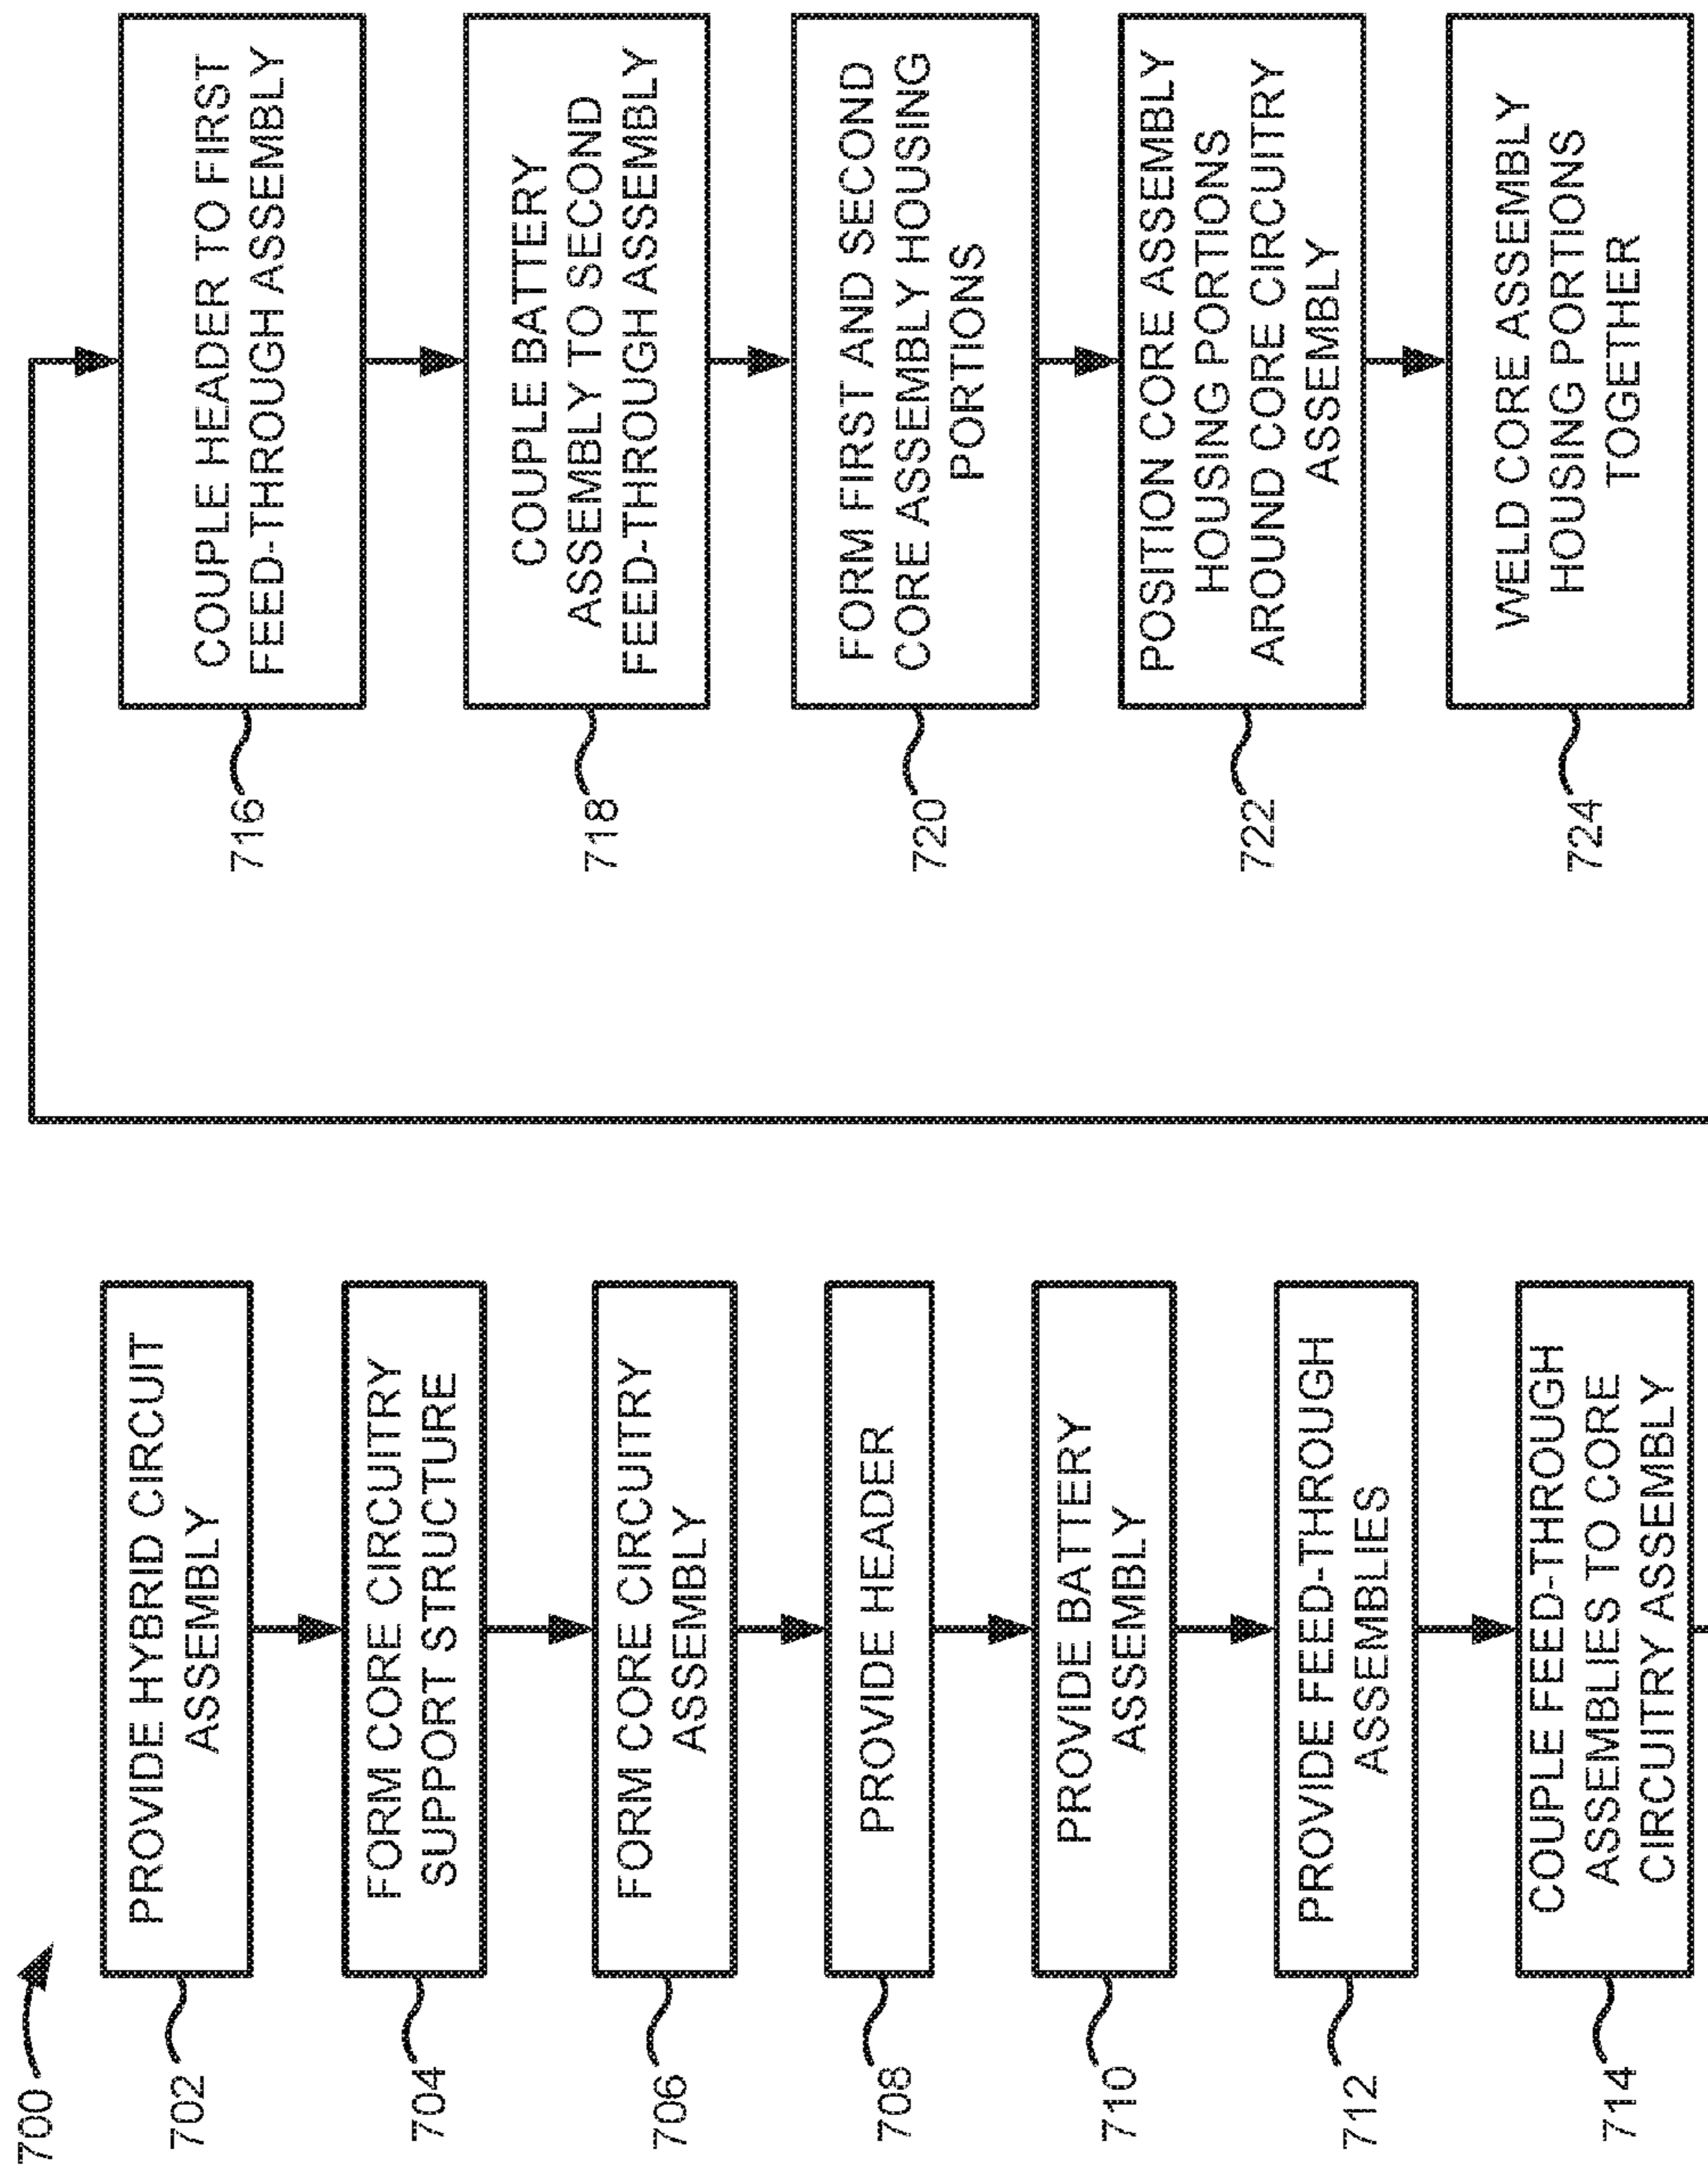 700
702
PROVIDE HYBRID CIRCUIT
ASSEMBLY
704
FORM CORE CIRCUITRY
SUPPORT STRUCTURE
706
FORM CORE CIRCUITRY
ASSEMBLY
708
PROVIDE HEADER
710
PROVIDE BATTERY
ASSEMBLY
712
PROVIDE FEED-THROUGH
ASSEMBLIES
714
COUPLE FEED-THROUGH
ASSEMBLIES TO CORE
CIRCUITRY ASSEMBLY
716
COUPLE HEADER TO FIRST
FEED-THROUGH ASSEMBLY
718
COUPLE BATTERY
ASSEMBLY TO SECOND
FEED-THROUGH ASSEMBLY
720
FORM FIRST AND SECOND
CORE ASSEMBLY HOUSING
PORTIONS
722
POSITION CORE ASSEMBLY
HOUSING PORTIONS
AROUND CORE CIRCUITRY
ASSEMBLY
724
WELD CORE ASSEMBLY
HOUSING PORTIONS
TOGETHER